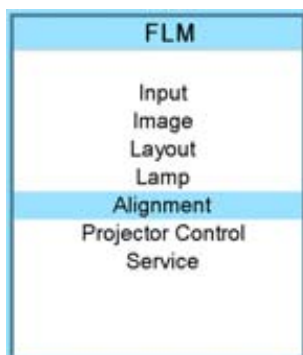 FLM
Input
Image
Layout
Lamp
Alignment
Projector Control
Service